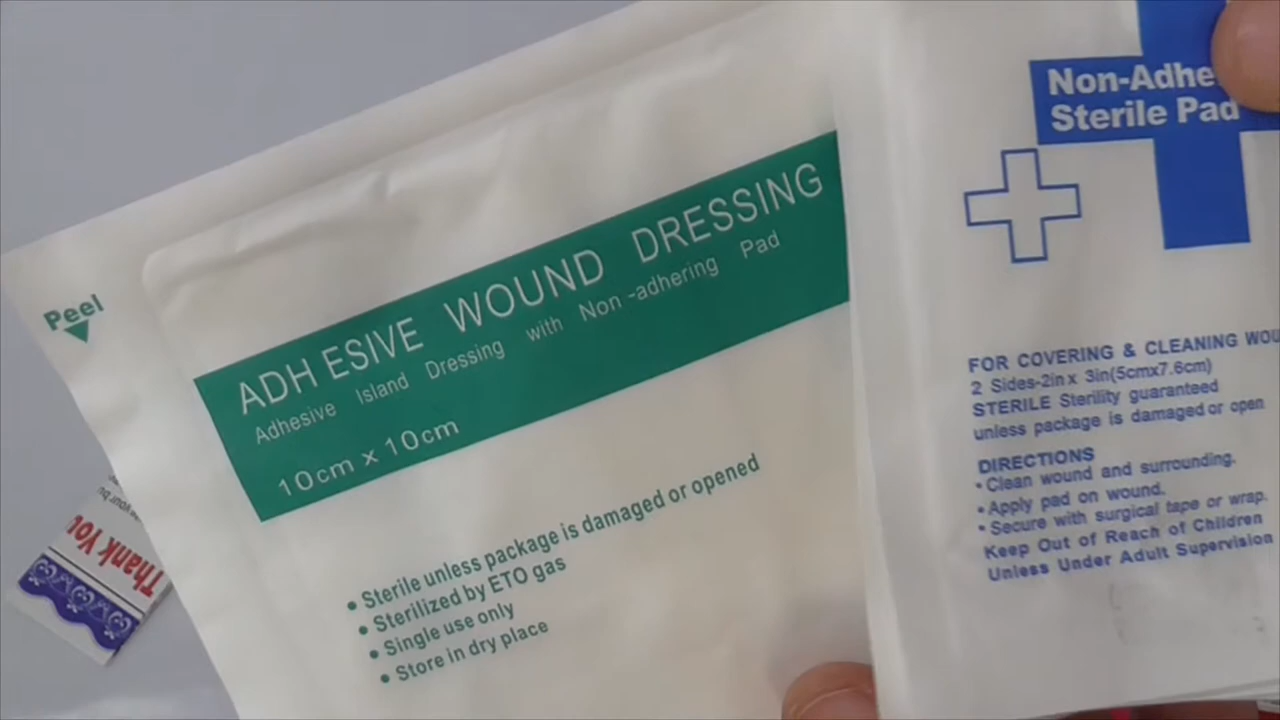 Peel
ADH ESIVE WOUND DRESSING
Adhesive Island Dressing with Non -adhering Pad
10cm x 10cm
• Sterile unless package is damaged or opened
• Sterilized by ETO gas
• Single use only
• Store in dry place
Non-Adhe
Sterile Pad
FOR COVERING & CLEANING WOU
2 Sides-2in x 3in(5cmx7.6cm)
STERILE Sterility guaranteed
unless package is damaged or open
DIRECTIONS
• Clean wound and surrounding.
• Apply pad on wound.
• Secure with surgical tape or wrap.
Keep Out of Reach of Children
Unless Under Adult Supervision
your bu
Thank You